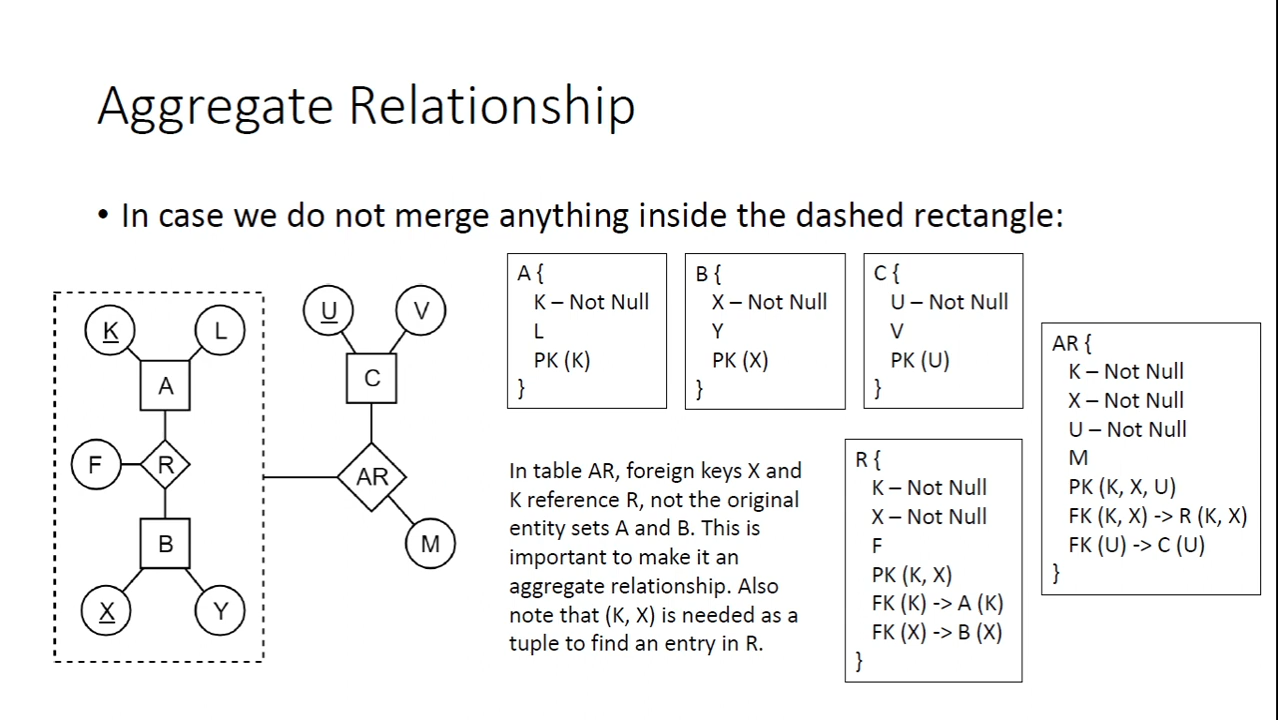 Aggregate Relationship
• In case we do not merge anything inside the dashed rectangle:
K
L
A
F
R
B
X
Y
U
V
C
AR
M
A {
K – Not Null
L
PK (K)
}
B {
X – Not Null
Y
PK (X)
}
C {
U – Not Null
V
PK (U)
}
In table AR, foreign keys X and
K reference R, not the original
entity sets A and B. This is
important to make it an
aggregate relationship. Also
note that (K, X) is needed as a
tuple to find an entry in R.
R {
K – Not Null
X – Not Null
F
PK (K, X)
FK (K) -> A (K)
FK (X) -> B (X)
}
AR {
K – Not Null
X – Not Null
U – Not Null
M
PK (K, X, U)
FK (K, X) -> R (K, X)
FK (U) -> C (U)
}